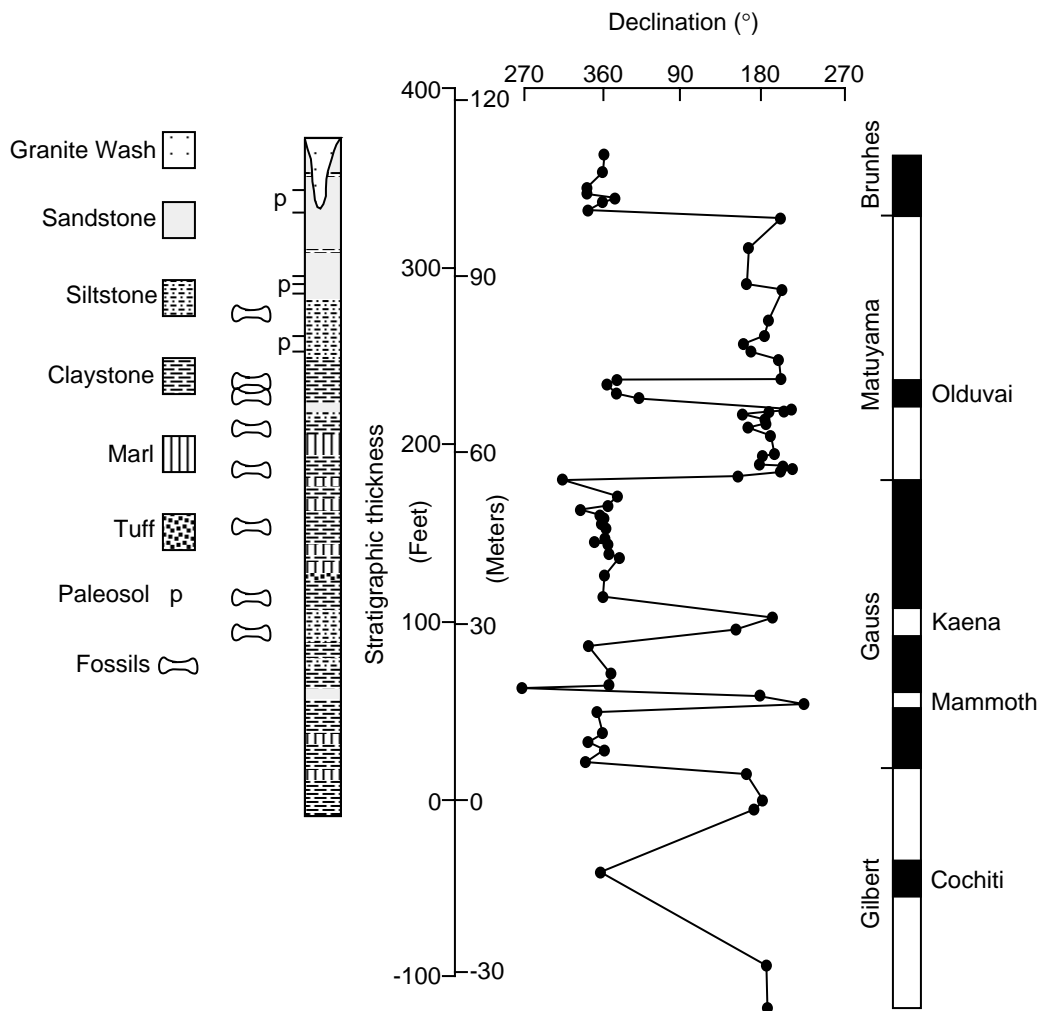 Declination (°)
270 360 90 180 270
Granite Wash
Sandstone
Siltstone
Claystone
Marl
Tuff
Paleosol p
Fossils
p
p
p
Stratigraphic thickness
(Feet)
(Meters)
400
300
200
100
0
-100
-120
-90
-60
-30
0
-30
Brunhes
Matuyama
Gauss
Gilbert
Olduvai
Kaena
Mammoth
Cochiti